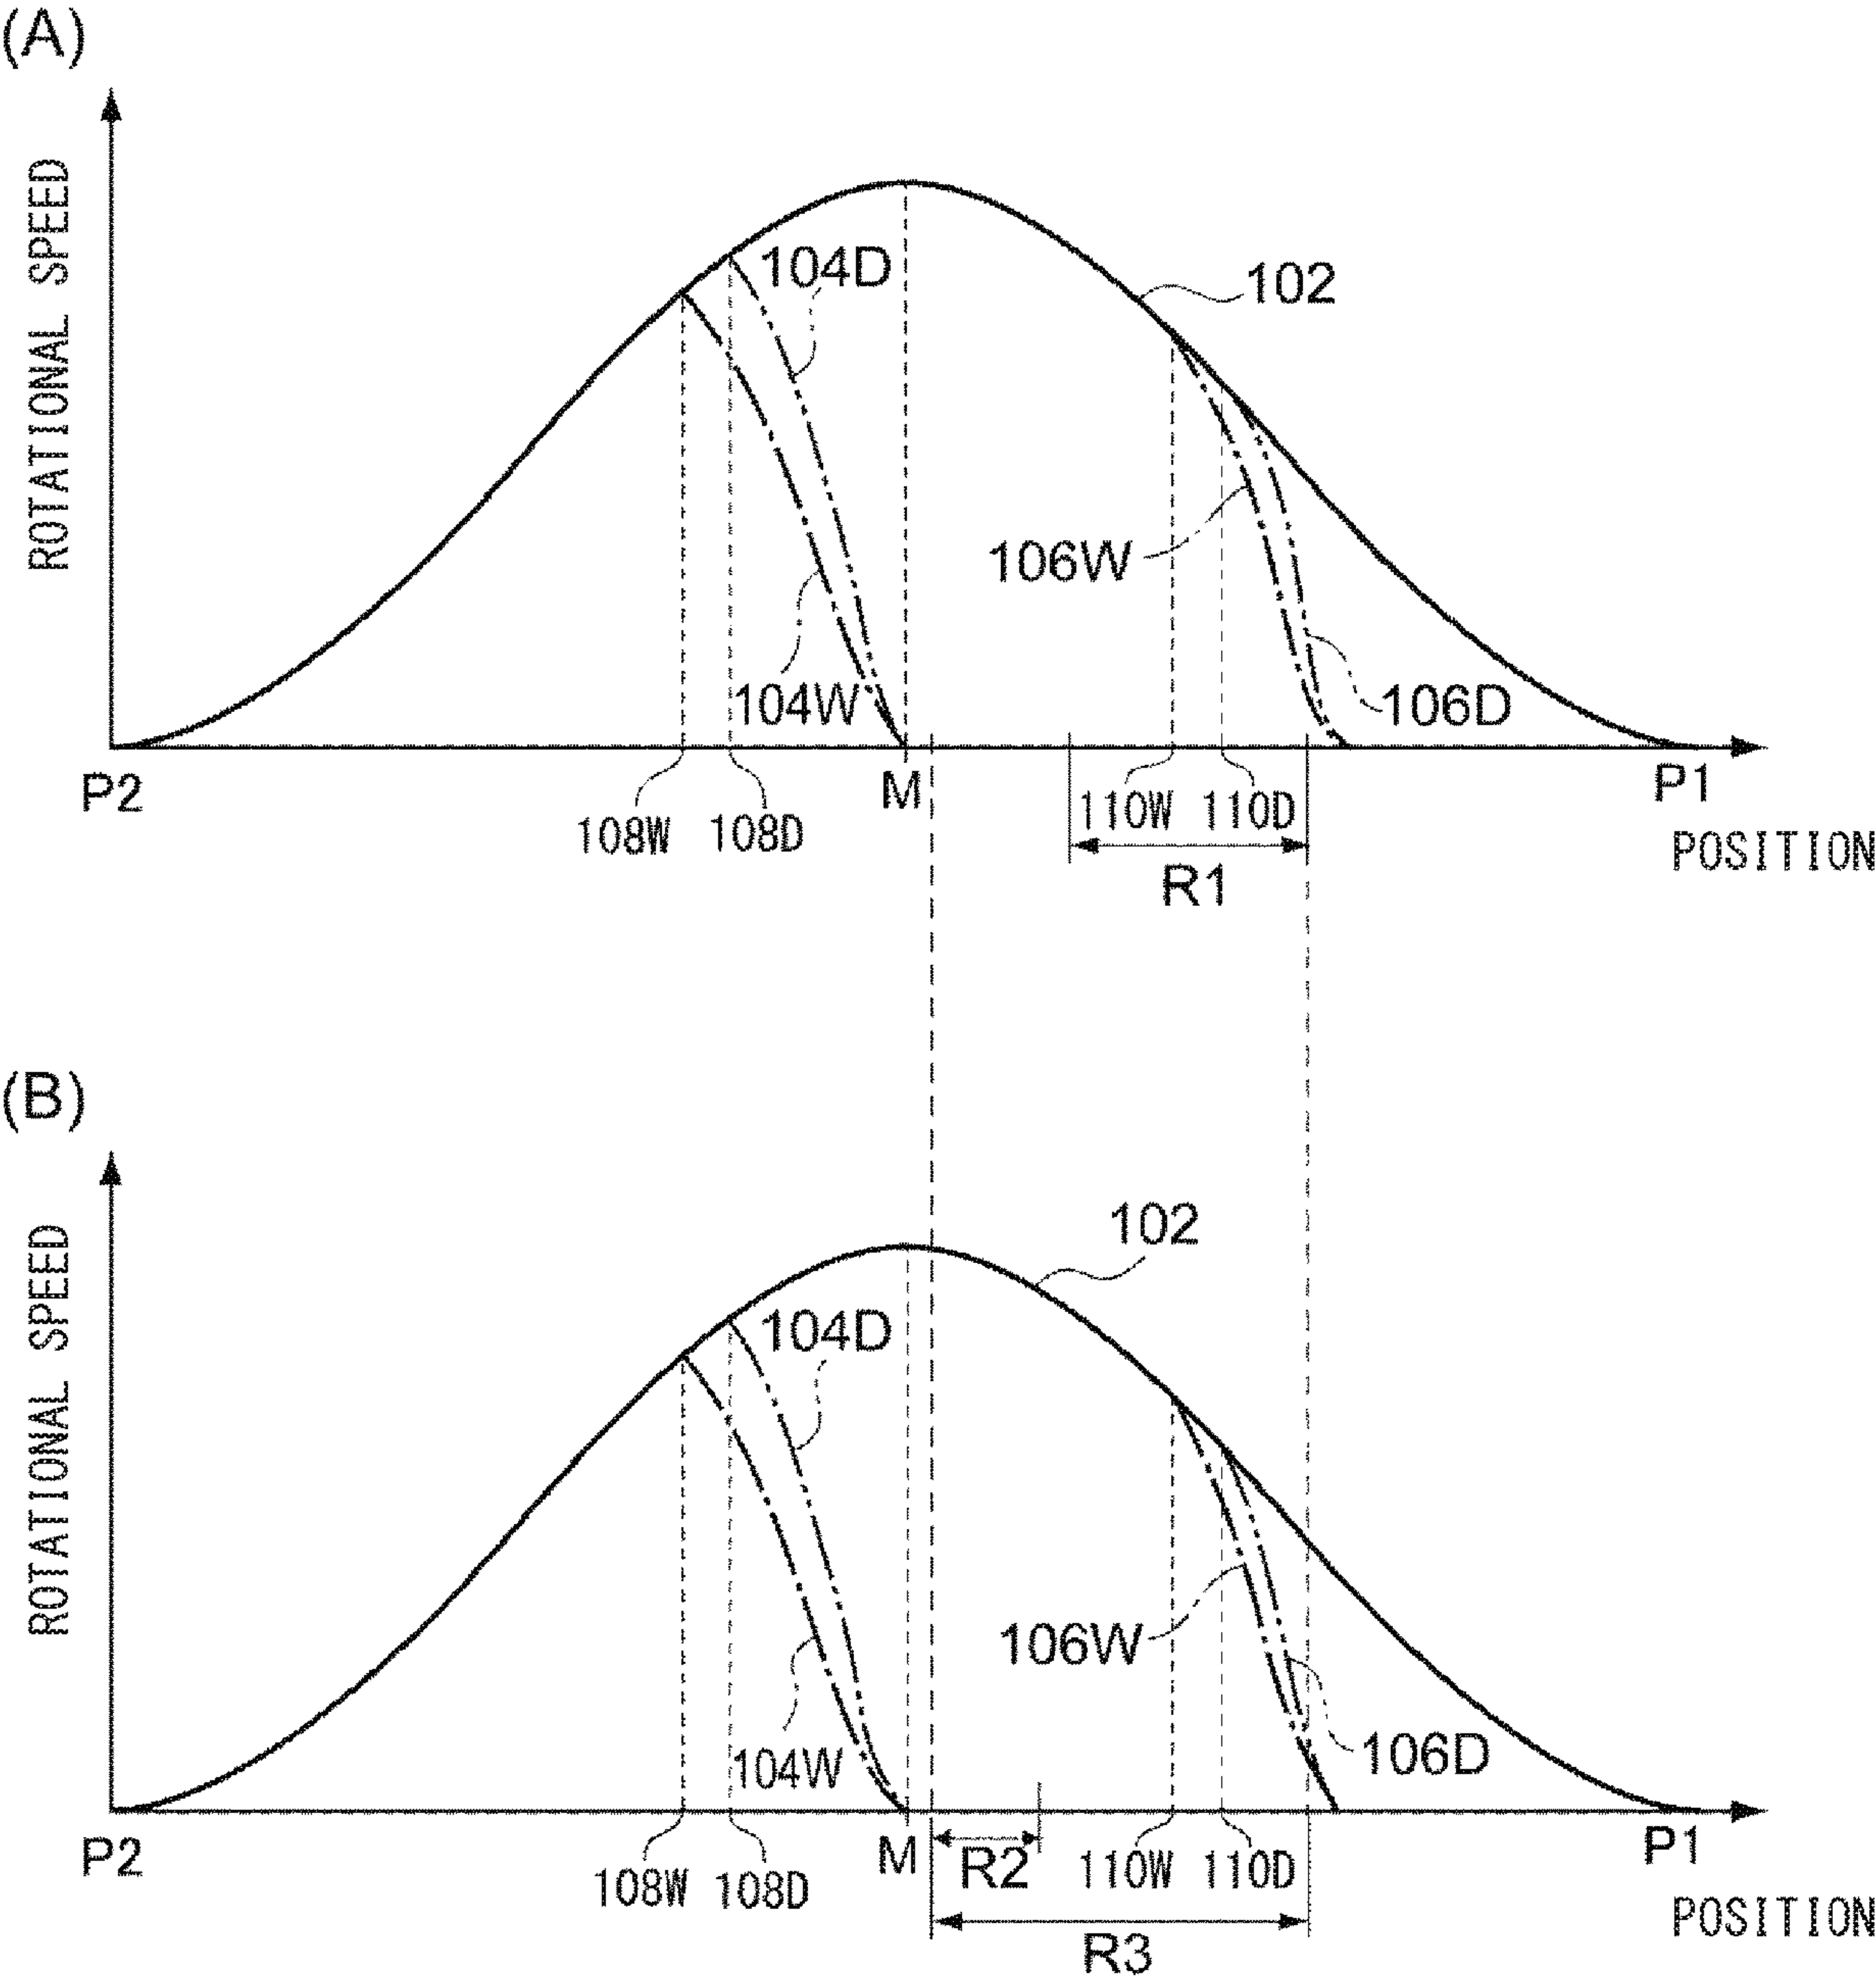 (A)
ROTATIONAL SPEED
104D
102
106W
104W
106D
P2
M
P1
108W 108D
110W 110D
POSITION
R1
(B)
ROTATIONAL SPEED
102
104D
106W
104W
106D
P2
M
R2
P1
108W 108D
110W 110D
POSITION
R3